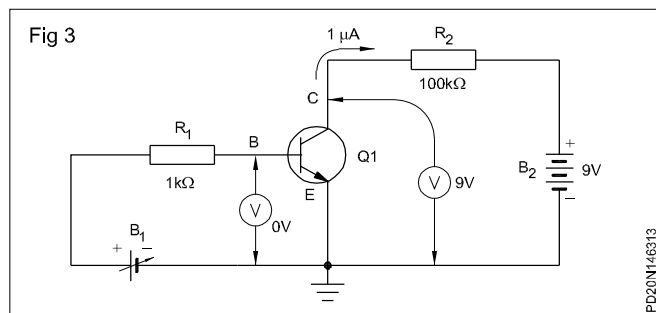 Fig 3
1 µA
R2
100kΩ
C
R1
B
1kΩ
Q1
E
V
0V
V
9V
B2
+
9V
–
B1
+
–
PD20N146313